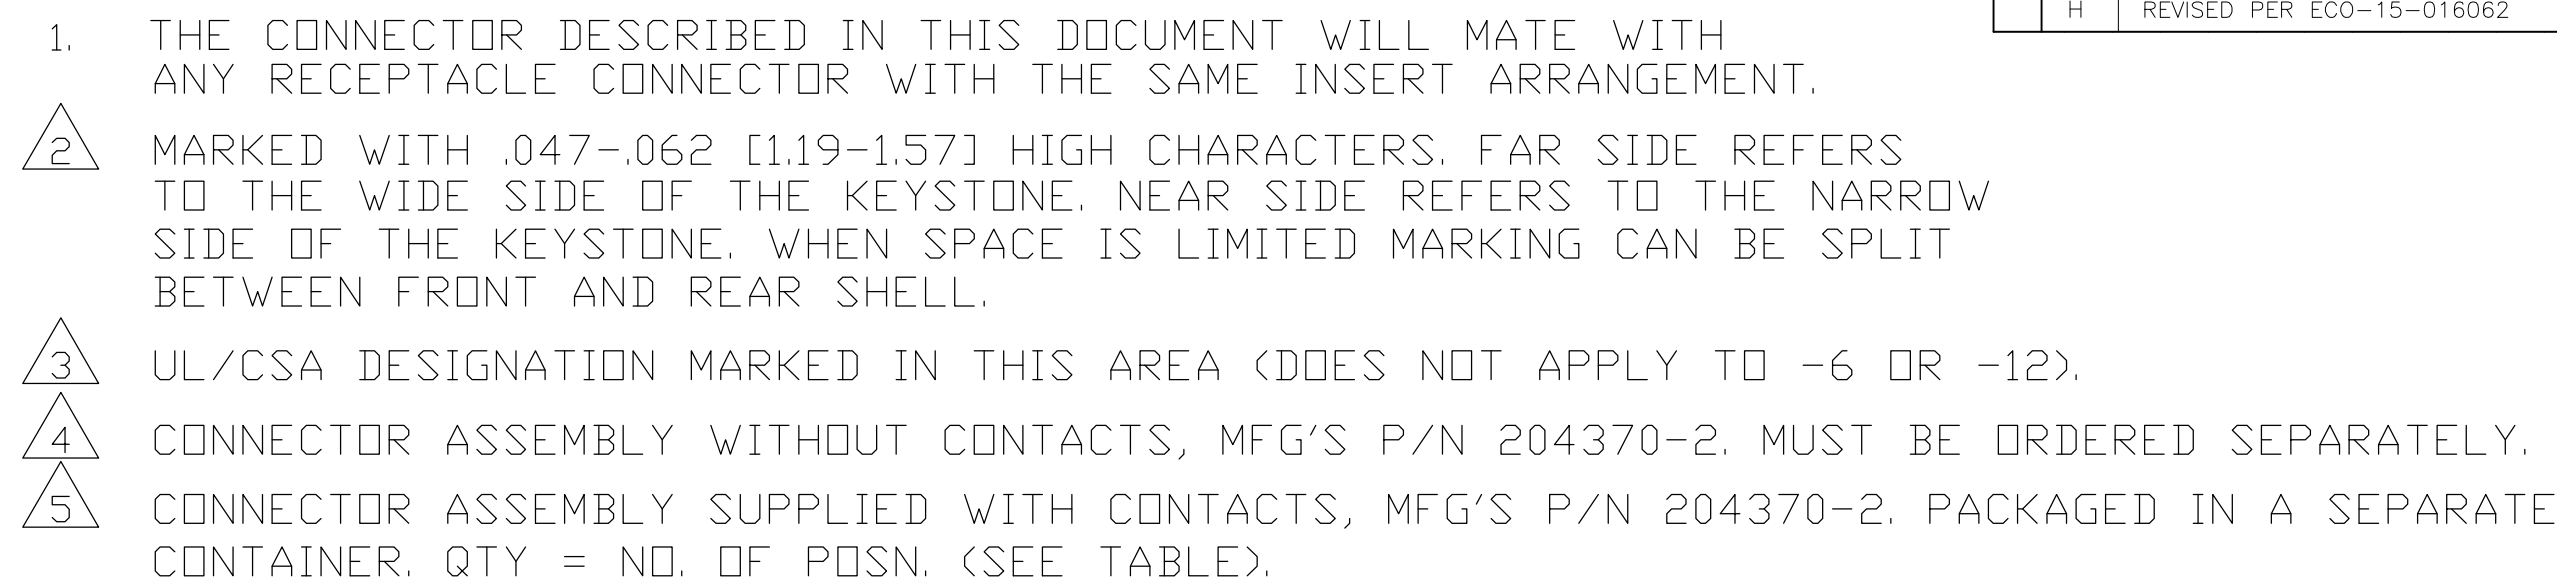 H REVISED PER ECO-15-016062
1. THE CONNECTOR DESCRIBED IN THIS DOCUMENT WILL MATE WITH
ANY RECEPTACLE CONNECTOR WITH THE SAME INSERT ARRANGEMENT.
2 MARKED WITH .047-.062 [1.19-1.57] HIGH CHARACTERS. FAR SIDE REFERS
TO THE WIDE SIDE OF THE KEYSTONE. NEAR SIDE REFERS TO THE NARROW
SIDE OF THE KEYSTONE. WHEN SPACE IS LIMITED MARKING CAN BE SPLIT
BETWEEN FRONT AND REAR SHELL.
3 UL/CSA DESIGNATION MARKED IN THIS AREA (DOES NOT APPLY TO -6 OR -12).
4 CONNECTOR ASSEMBLY WITHOUT CONTACTS, MFG'S P/N 204370-2. MUST BE ORDERED SEPARATELY.
5 CONNECTOR ASSEMBLY SUPPLIED WITH CONTACTS, MFG'S P/N 204370-2. PACKAGED IN A SEPARATE
CONTAINER. QTY = NO. OF POSN. (SEE TABLE).